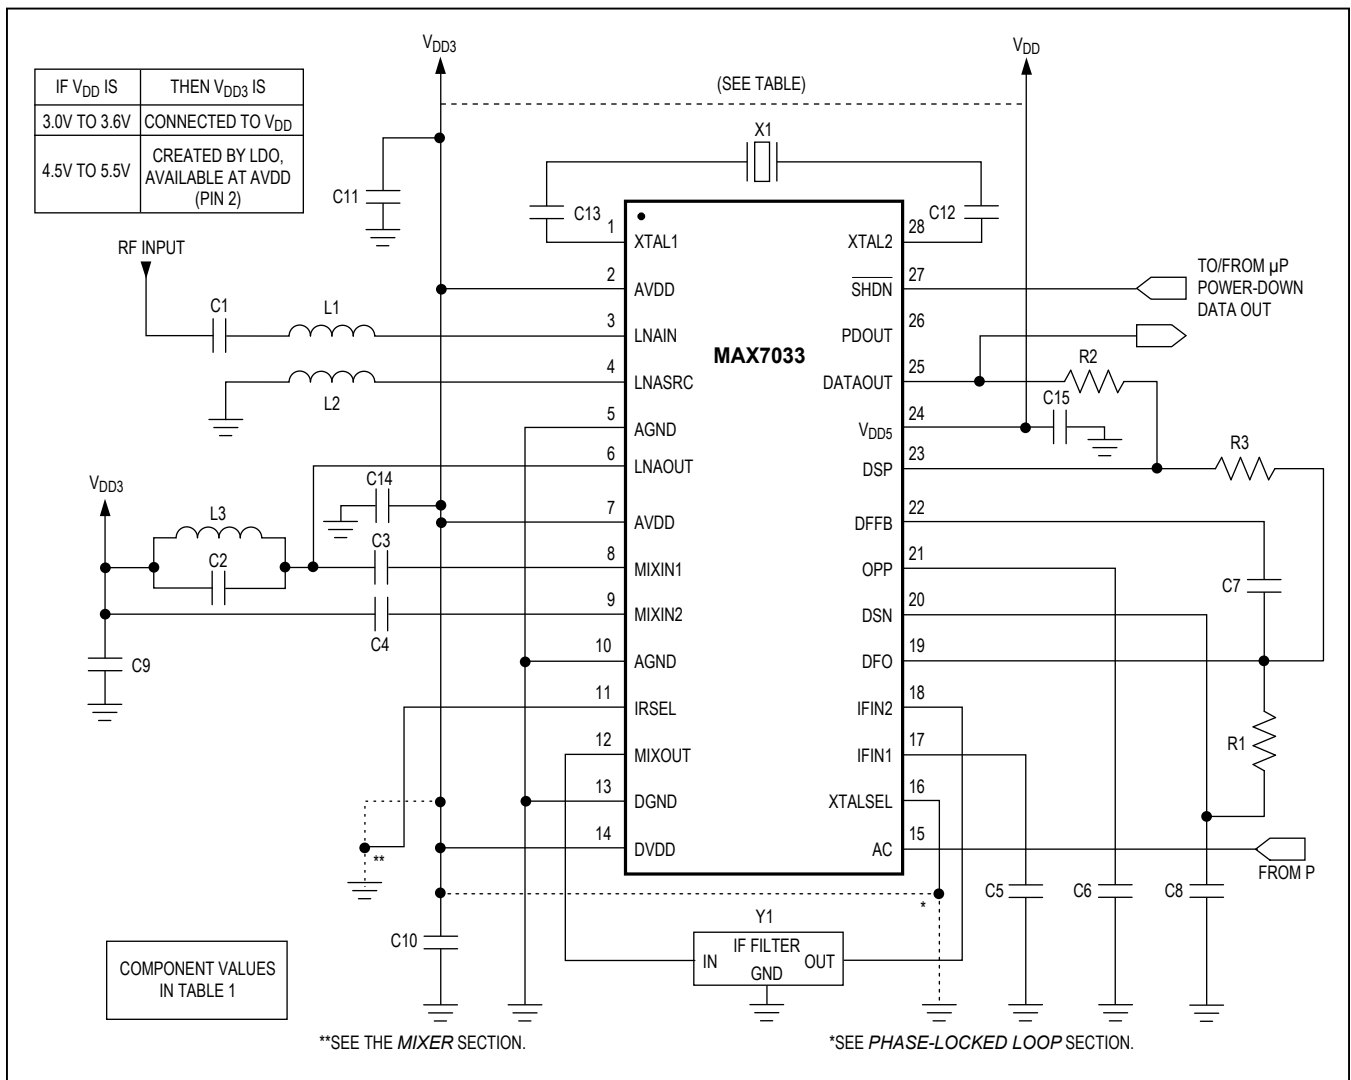 VDD3
VDD
IF VDD IS
THEN VDD3 IS
3.0V TO 3.6V
CONNECTED TO VDD
4.5V TO 5.5V
CREATED BY LDO,
AVAILABLE AT AVDD
(PIN 2)
(SEE TABLE)
X1
C11
C13
C12
1
XTAL1
28
XTAL2
RF INPUT
2
AVDD
27
SHDN
TO/FROM µP
POWER-DOWN
DATA OUT
C1
L1
3
LNAIN
26
PDOUT
MAX7033
4
LNASRC
25
DATAOUT
R2
L2
5
AGND
24
VDD5
C15
6
LNAOUT
23
DSP
R3
VDD3
C14
7
AVDD
22
DFFB
L3
C2
C3
8
MIXIN1
21
OPP
C7
9
MIXIN2
20
DSN
C4
C9
10
AGND
19
DFO
11
IRSEL
18
IFIN2
R1
12
MIXOUT
17
IFIN1
13
DGND
16
XTALSEL
14
DVDD
15
AC
**
FROM P
C5
C6
C8
*
Y1
C10
IF FILTER
IN
OUT
GND
COMPONENT VALUES
IN TABLE 1
**SEE THE MIXER SECTION.
*SEE PHASE-LOCKED LOOP SECTION.